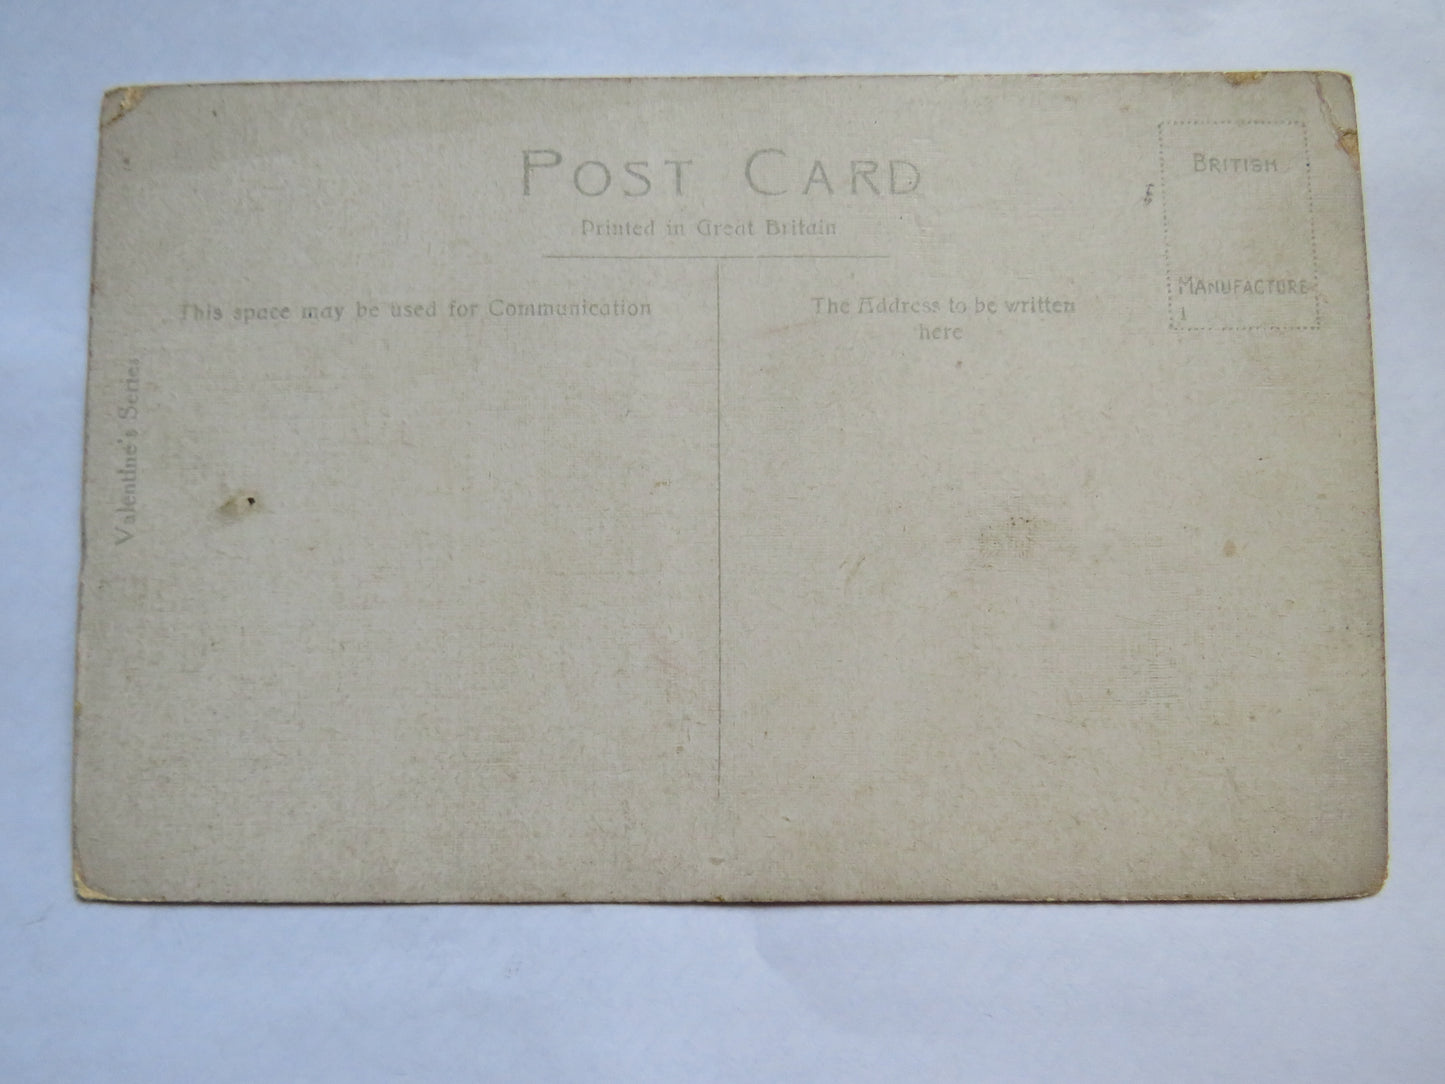 POST CARD
Printed in Great Britain
BRITISH
MANUFACTURE
1
This space may be used for Communication
The Address to be written
here
Valentine's Series